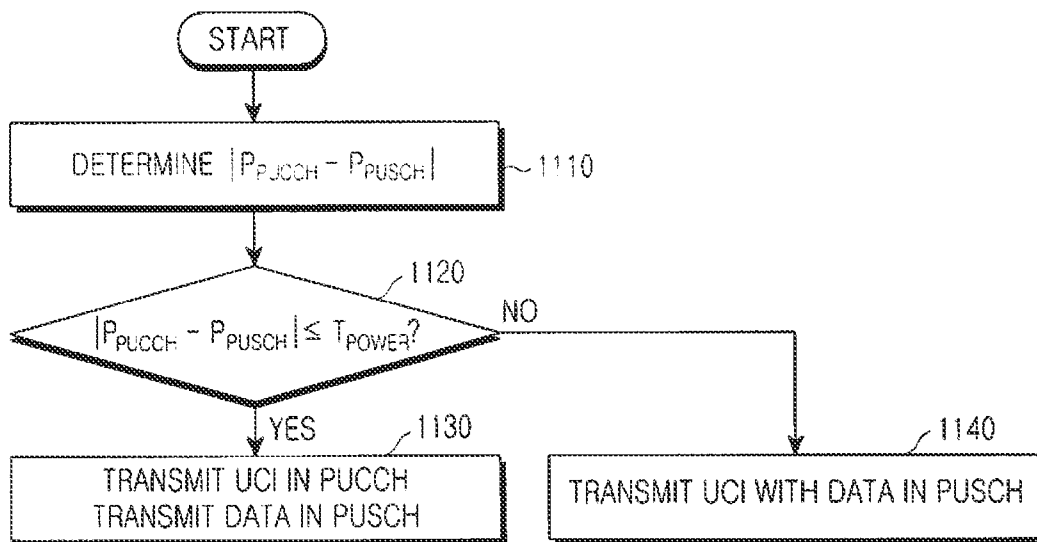 START
DETERMINE |P_PUCCH - P_PUSCH|
1110
1120
|P_PUCCH - P_PUSCH| ≤ T_POWER?
NO
YES
1130
TRANSMIT UCI IN PUCCH
TRANSMIT DATA IN PUSCH
1140
TRANSMIT UCI WITH DATA IN PUSCH